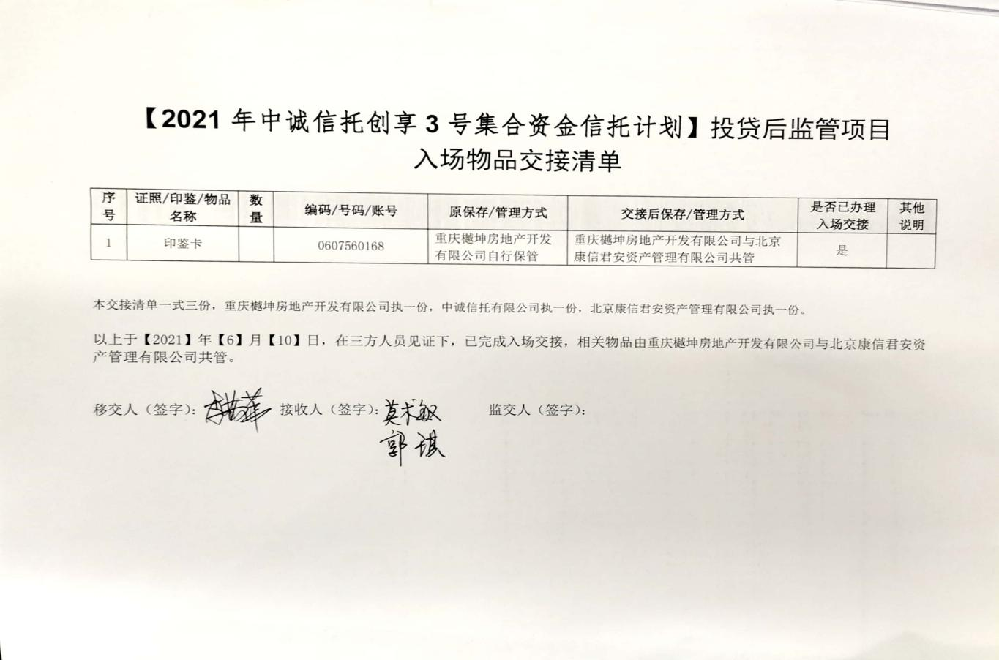 【2021 年中诚信托创享 3 号集合资金信托计划】投贷后监管项目
入场物品交接清单
序号 证照/印鉴/物品名称 数量 编码/号码/账号 原保存/管理方式 交接后保存/管理方式 是否已办理入场交接 其他说明
1 印鉴卡 0607560168 重庆樾坤房地产开发有限公司自行保管 重庆樾坤房地产开发有限公司与北京康信君安资产管理有限公司共管 是
本交接清单一式三份，重庆樾坤房地产开发有限公司执一份，中诚信托有限公司执一份，北京康信君安资产管理有限公司执一份。
以上于【2021】年【6】月【10】日，在三方人员见证下，已完成入场交接，相关物品由重庆樾坤房地产开发有限公司与北京康信君安资
产管理有限公司共管。
移交人（签字）： 接收人（签字）： 监交人（签字）：
郭琪